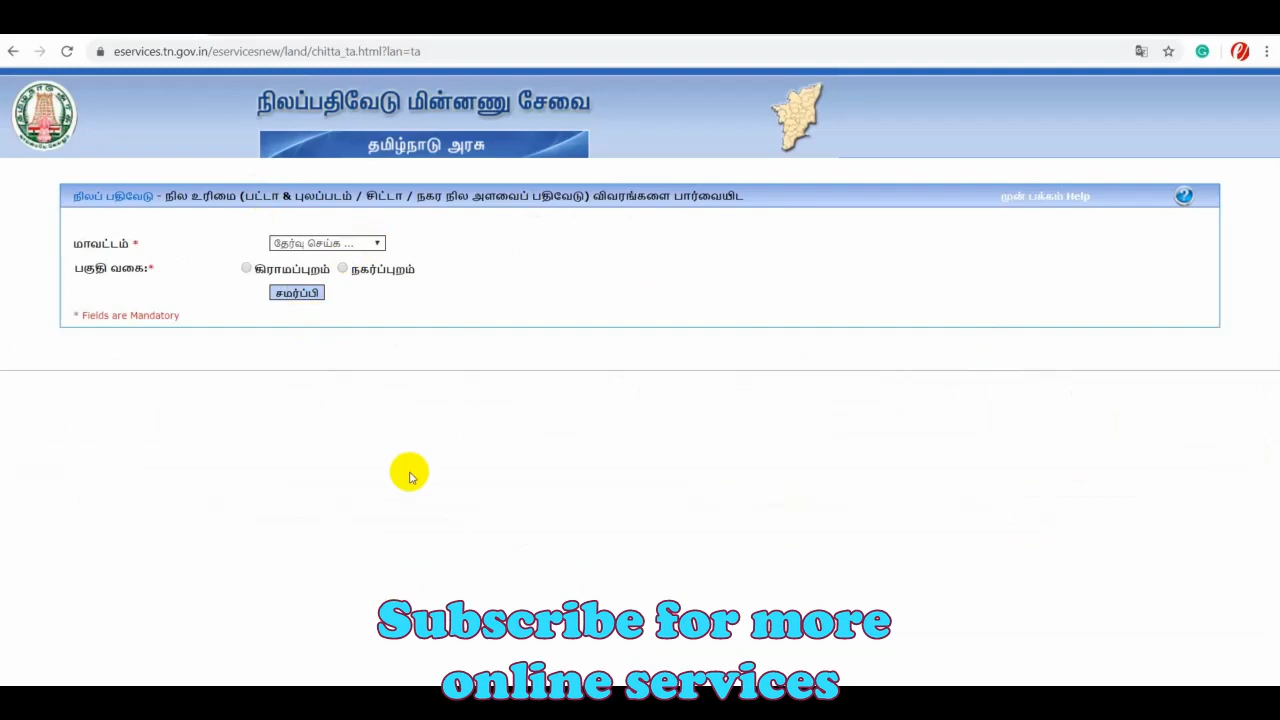 eservices.tn.gov.in/eservicesnew/land/chitta_ta.html?lan=ta
நிலப்பதிவேடு மின்னணு சேவை
தமிழ்நாடு அரசு
நிலப் பதிவேடு - நில உரிமை (பட்டா & புலப்படம் / சிட்டா / நகர நில அளவைப் பதிவேடு) விவரங்களை பார்வையிட முன் பக்கம் Help
மாவட்டம் * தேர்வு செய்க ...
பகுதி வகை:* கிராமப்புறம் நகர்ப்புறம்
சமர்ப்பி
* Fields are Mandatory
Subscribe for more
online services